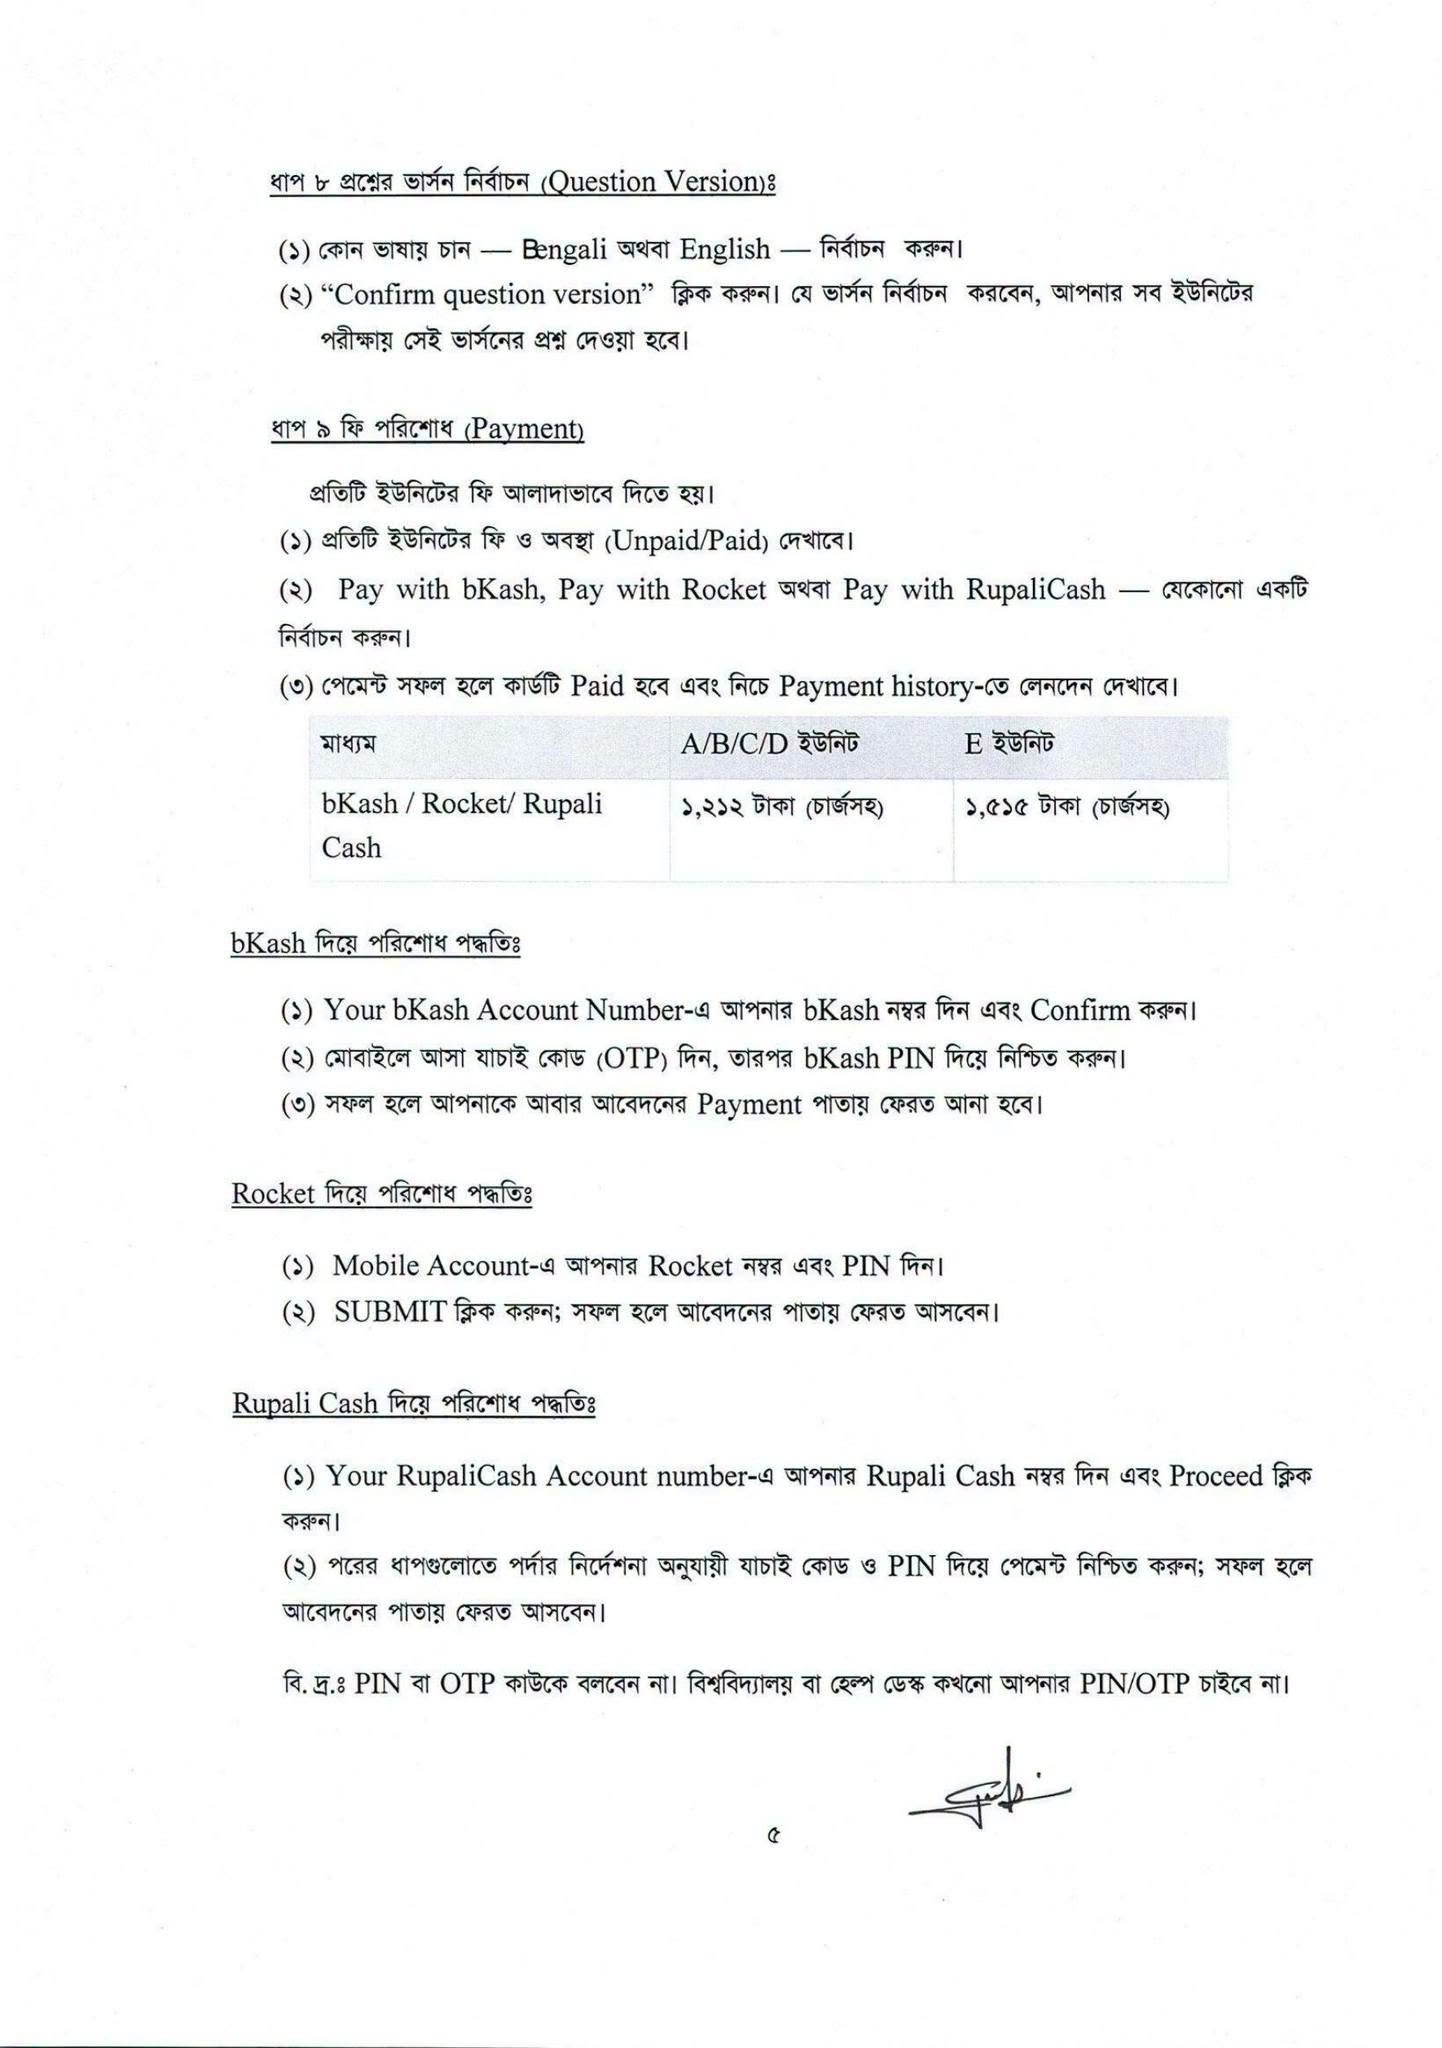 ধাপ ৮ প্রশ্নের ভার্সন নির্বাচন (Question Version)ঃ
(১) কোন ভাষায় চান — Bengali অথবা English — নির্বাচন করুন।
(২) “Confirm question version” ক্লিক করুন। যে ভার্সন নির্বাচন করবেন, আপনার সব ইউনিটের
পরীক্ষায় সেই ভার্সনের প্রশ্ন দেওয়া হবে।
ধাপ ৯ ফি পরিশোধ (Payment)
প্রতিটি ইউনিটের ফি আলাদাভাবে দিতে হয়।
(১) প্রতিটি ইউনিটের ফি ও অবস্থা (Unpaid/Paid) দেখাবে।
(২) Pay with bKash, Pay with Rocket অথবা Pay with RupaliCash — যেকোনো একটি
নির্বাচন করুন।
(৩) পেমেন্ট সফল হলে কার্ডটি Paid হবে এবং নিচে Payment history-তে লেনদেন দেখাবে।
মাধ্যম A/B/C/D ইউনিট E ইউনিট
bKash / Rocket/ Rupali ১,২১২ টাকা (চার্জসহ) ১,৫১৫ টাকা (চার্জসহ)
Cash
bKash দিয়ে পরিশোধ পদ্ধতিঃ
(১) Your bKash Account Number-এ আপনার bKash নম্বর দিন এবং Confirm করুন।
(২) মোবাইলে আসা যাচাই কোড (OTP) দিন, তারপর bKash PIN দিয়ে নিশ্চিত করুন।
(৩) সফল হলে আপনাকে আবার আবেদনের Payment পাতায় ফেরত আনা হবে।
Rocket দিয়ে পরিশোধ পদ্ধতিঃ
(১) Mobile Account-এ আপনার Rocket নম্বর এবং PIN দিন।
(২) SUBMIT ক্লিক করুন; সফল হলে আবেদনের পাতায় ফেরত আসবেন।
Rupali Cash দিয়ে পরিশোধ পদ্ধতিঃ
(১) Your RupaliCash Account number-এ আপনার Rupali Cash নম্বর দিন এবং Proceed ক্লিক
করুন।
(২) পরের ধাপগুলোতে পর্দার নির্দেশনা অনুযায়ী যাচাই কোড ও PIN দিয়ে পেমেন্ট নিশ্চিত করুন; সফল হলে
আবেদনের পাতায় ফেরত আসবেন।
বি. দ্র.ঃ PIN বা OTP কাউকে বলবেন না। বিশ্ববিদ্যালয় বা হেল্প ডেস্ক কখনো আপনার PIN/OTP চাইবে না।
৫